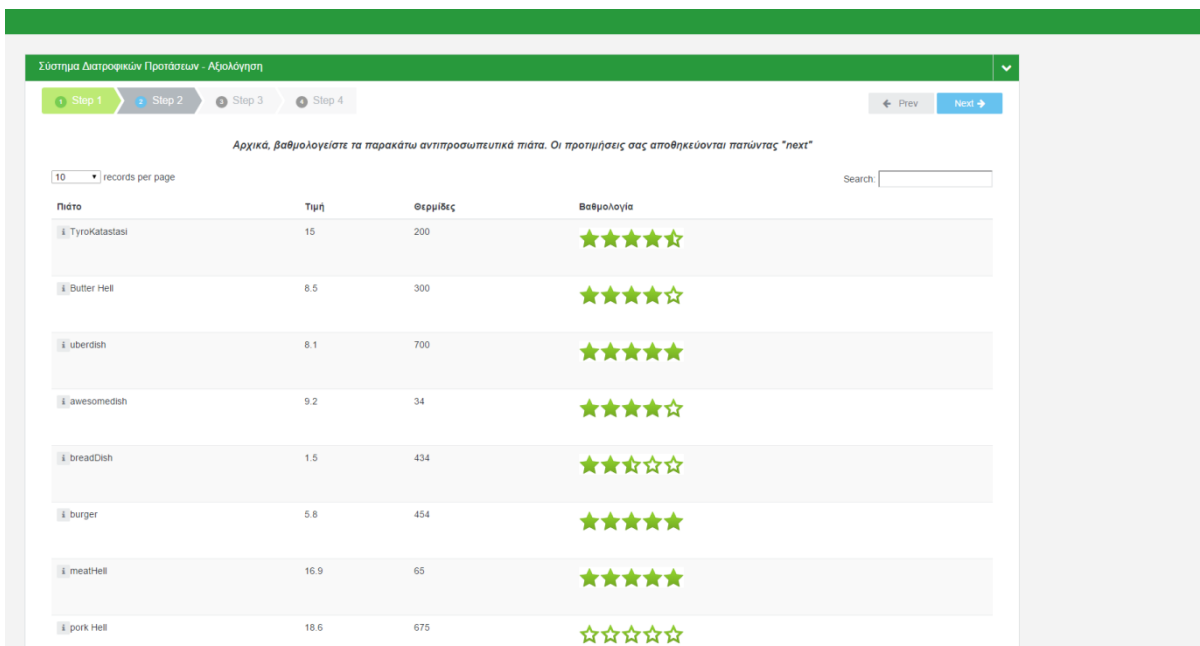 Σύστημα Διατροφικών Προτάσεων - Αξιολόγηση
1 Step 1 2 Step 2 3 Step 3 4 Step 4 Prev Next
Αρχικά, βαθμολογείστε τα παρακάτω αντιπροσωπευτικά πιάτα. Οι προτιμήσεις σας αποθηκεύονται πατώντας "next"
10 records per page Search:
Πιάτο Τιμή Θερμίδες Βαθμολογία
i TyroKatastasi 15 200
i Butter Hell 8.5 300
i uberdish 8.1 700
i awesomedish 9.2 34
i breadDish 1.5 434
i burger 5.8 454
i meatHell 16.9 65
i pork Hell 18.6 675